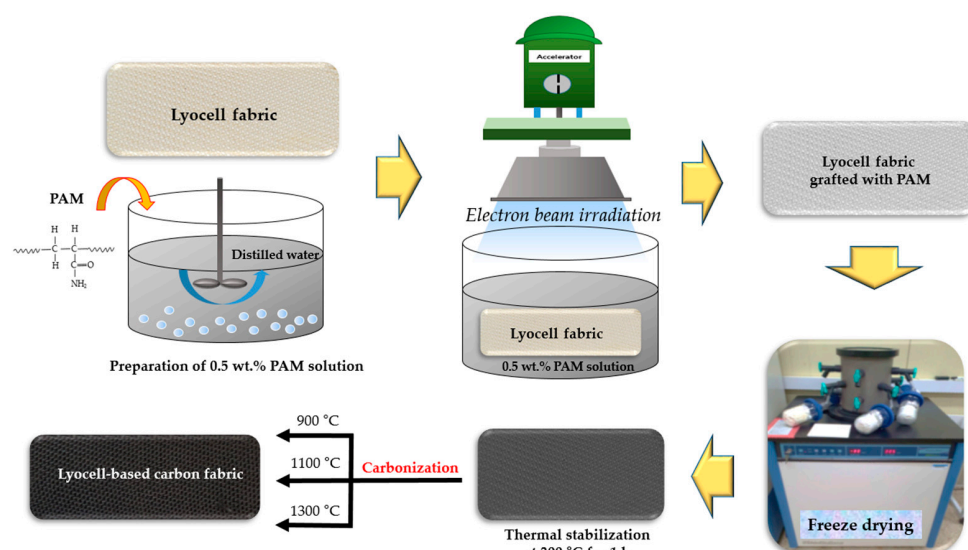 Lyocell fabric
PAM
H H
C C
H C=O
NH₂
Distilled water
Preparation of 0.5 wt.% PAM solution
Accelerator
Electron beam irradiation
Lyocell fabric
0.5 wt.% PAM solution
Lyocell fabric
grafted with PAM
Freeze drying
Thermal stabilization
Carbonization
900 °C
1100 °C
1300 °C
Lyocell-based carbon fabric